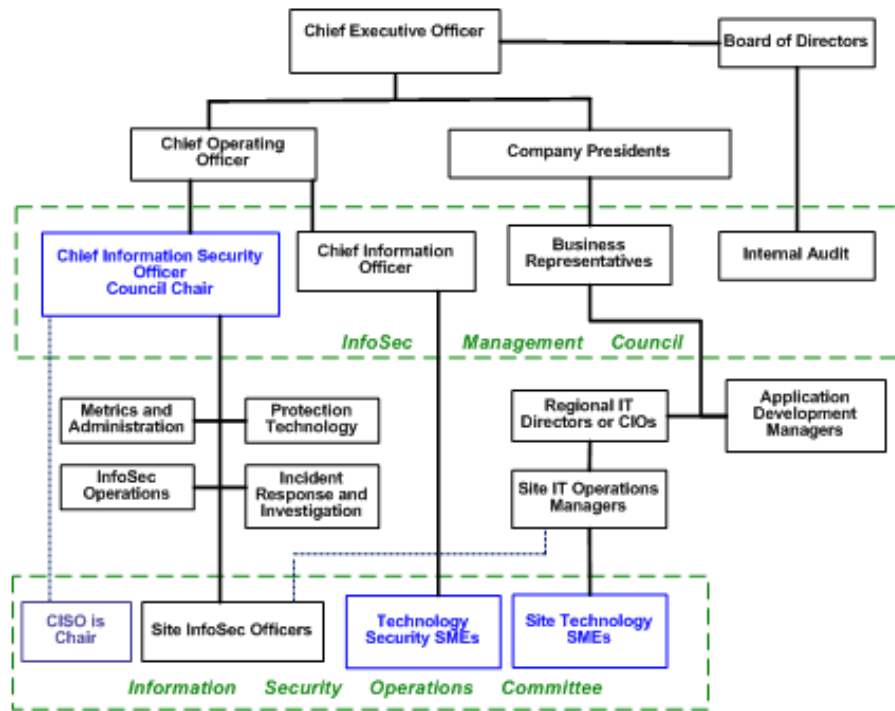 Chief Executive Officer
Board of Directors
Chief Operating
Officer
Company Presidents
Chief Information Security
Officer
Council Chair
Chief Information
Officer
Business
Representatives
Internal Audit
InfoSec Management Council
Metrics and
Administration
Protection
Technology
Regional IT
Directors or CIOs
Application
Development
Managers
InfoSec
Operations
Incident
Response and
Investigation
Site IT Operations
Managers
CISO is
Chair
Site InfoSec Officers
Technology
Security SMEs
Site Technology
SMEs
Information Security Operations Committee